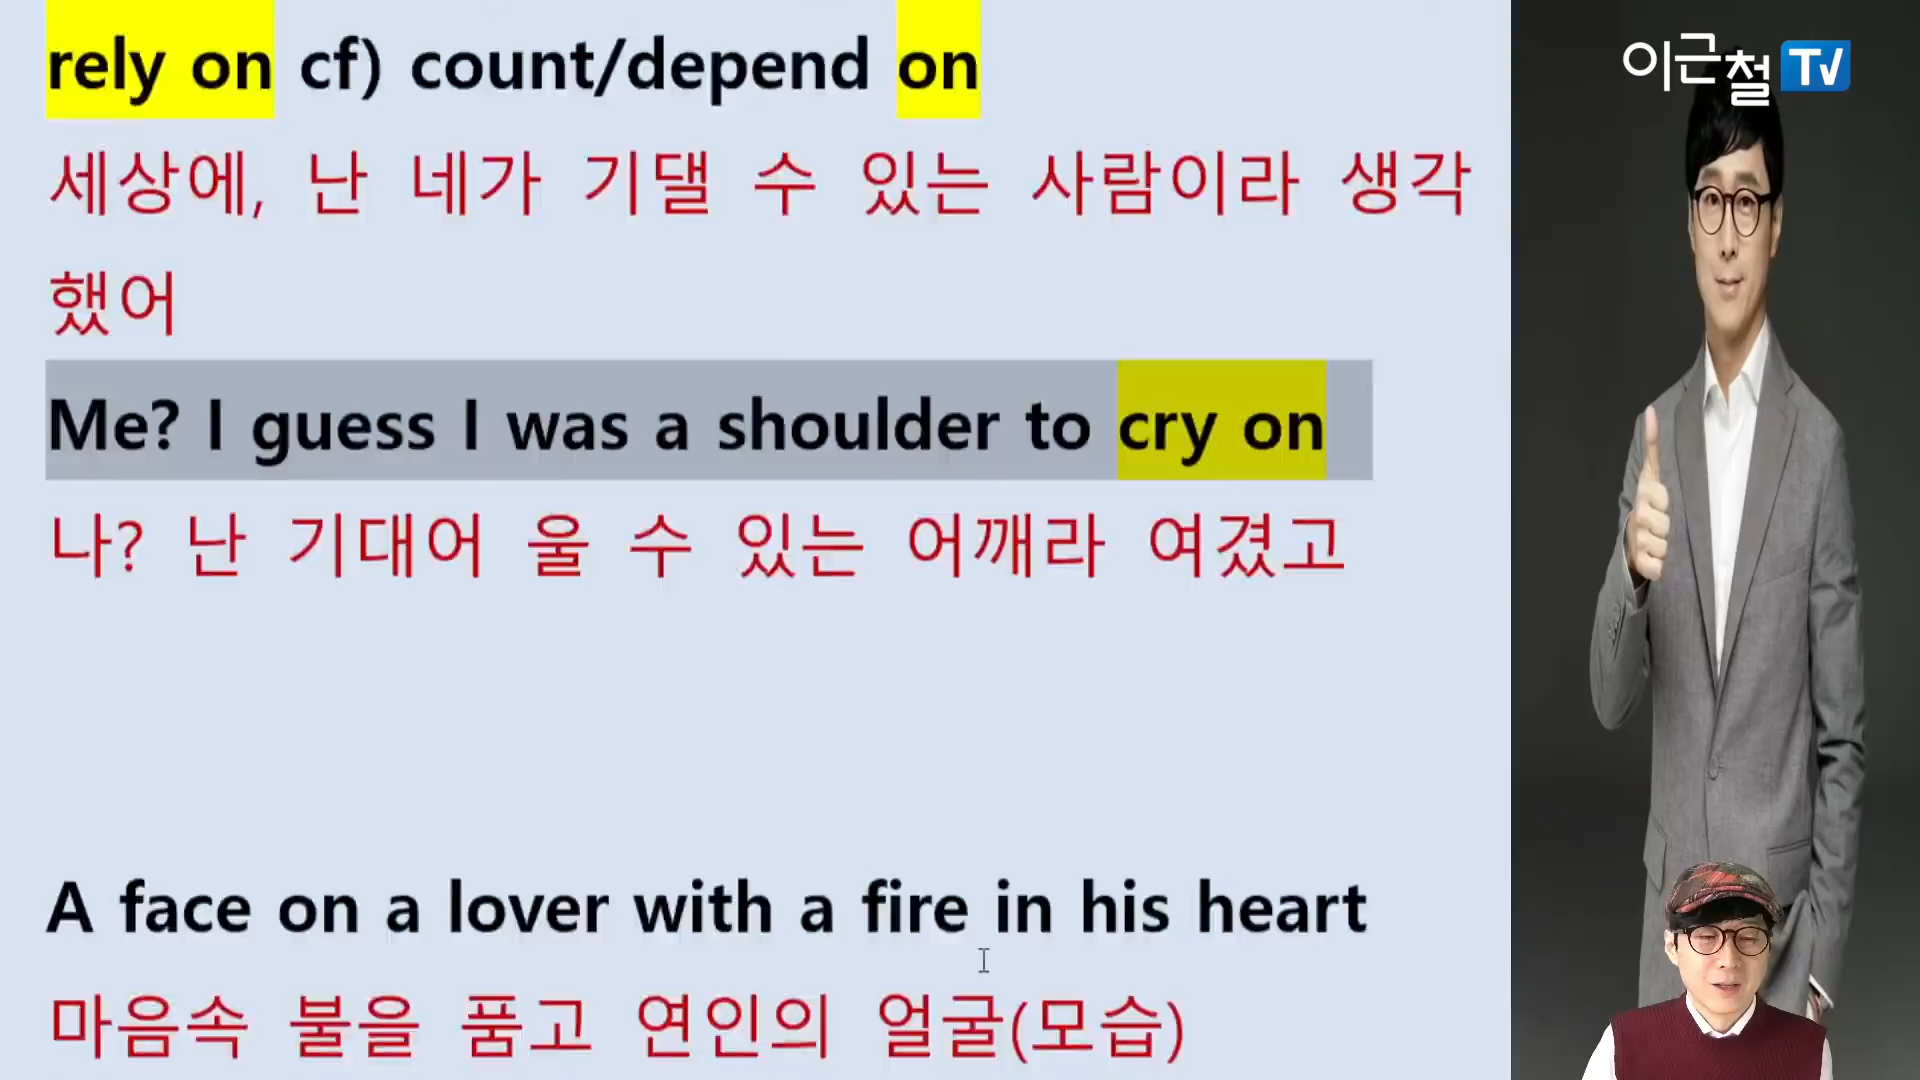 rely on cf) count/depend on
세상에, 난 네가 기댈 수 있는 사람이라 생각
했어
Me? I guess I was a shoulder to cry on
나? 난 기대어 울 수 있는 어깨라 여겼고
A face on a lover with a fire in his heart
마음속 불을 품고 연인의 얼굴(모습)
이근철 TV